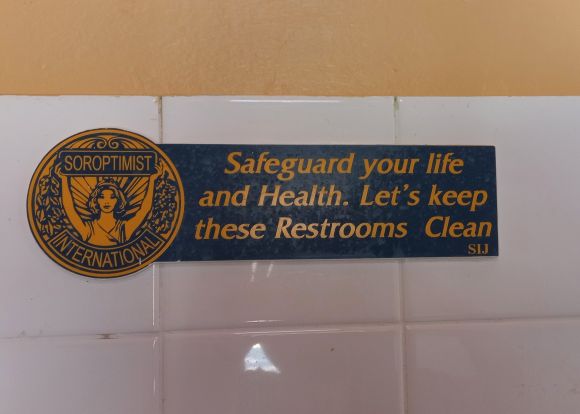 SOROPTIMIST
INTERNATIONAL
Safeguard your life
and Health. Let's keep
these Restrooms Clean
SIJ